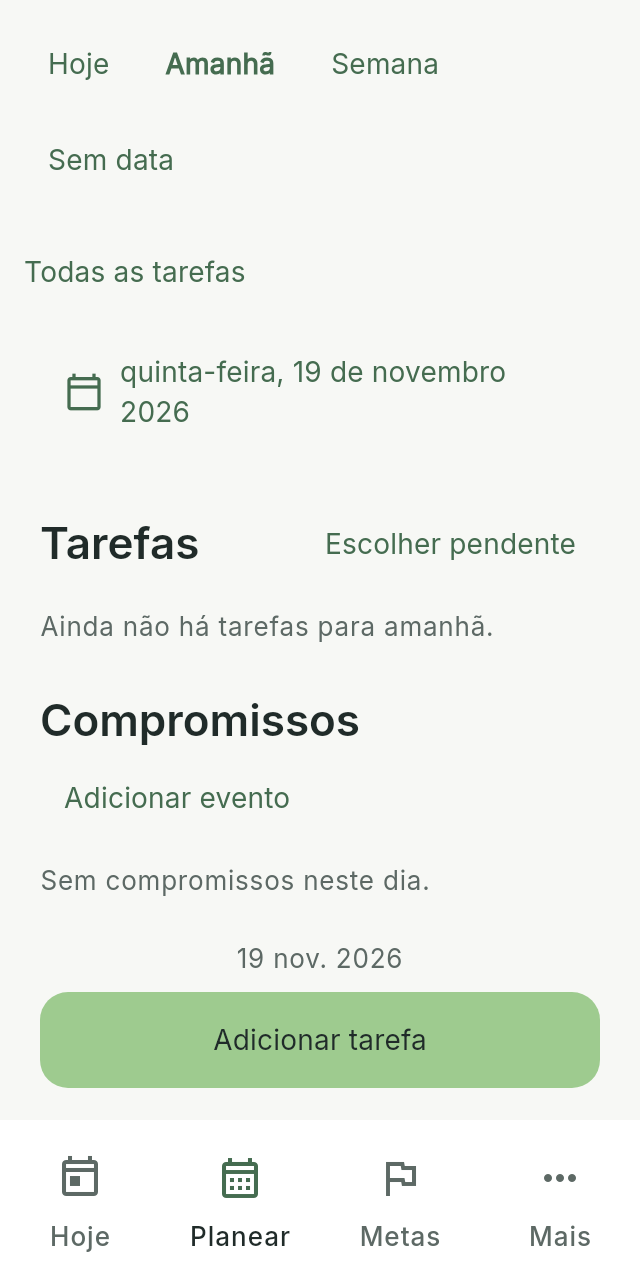 Hoje Amanhã Semana
Sem data
Todas as tarefas
quinta-feira, 19 de novembro
2026
Tarefas Escolher pendente
Ainda não há tarefas para amanhã.
Compromissos
Adicionar evento
Sem compromissos neste dia.
19 nov. 2026
Adicionar tarefa
Hoje Planear Metas Mais